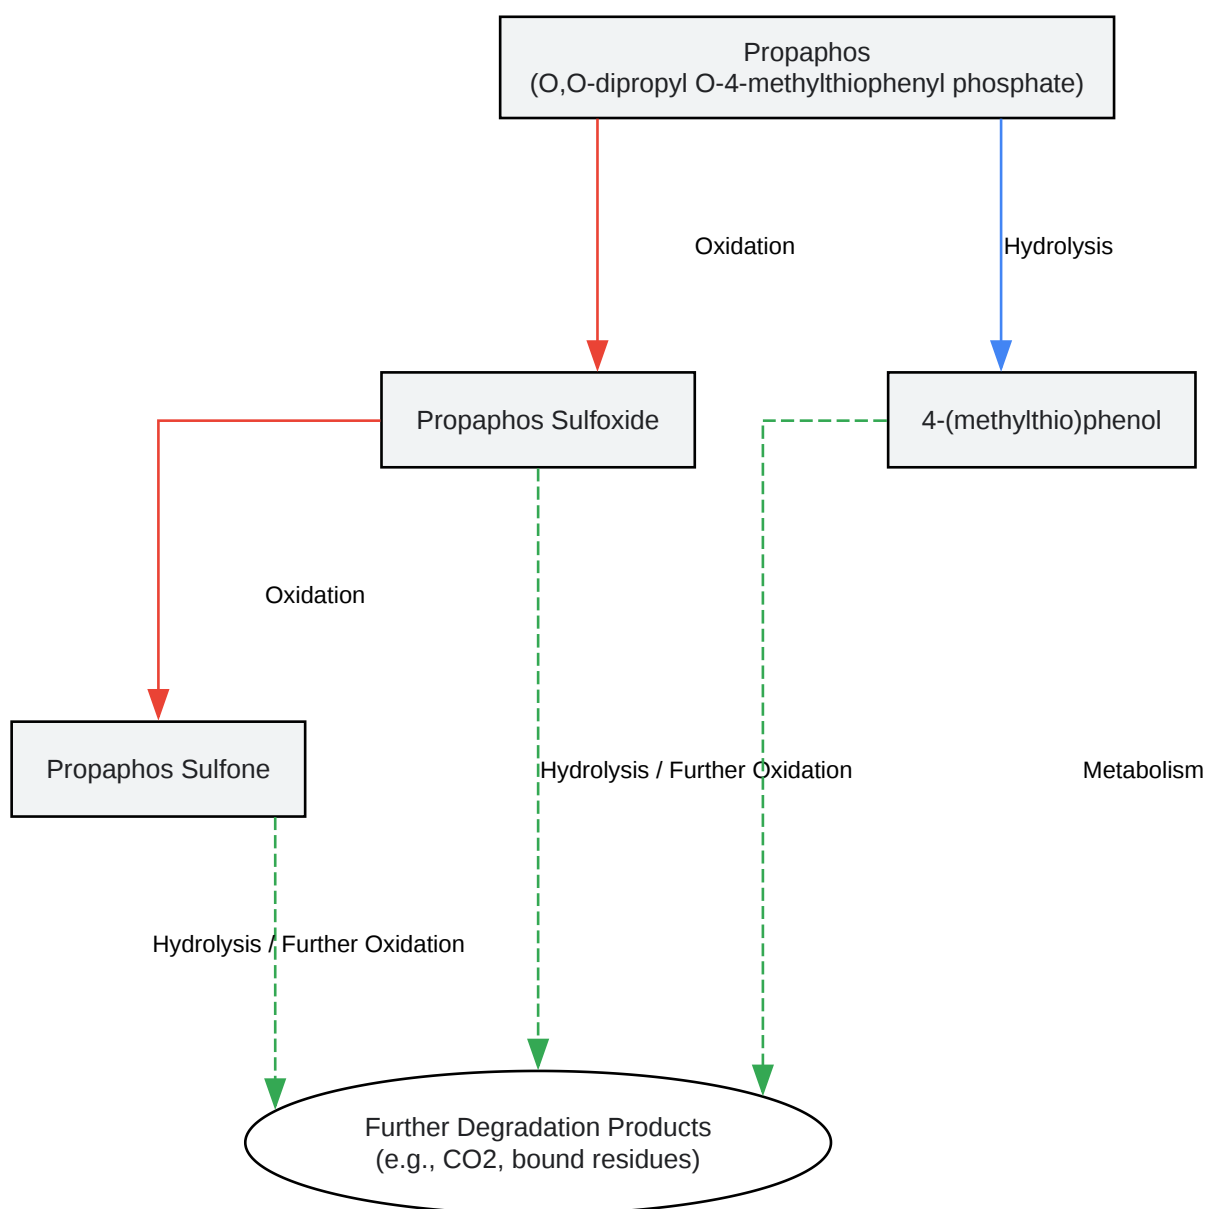 Propaphos
(O,O-dipropyl O-4-methylthiophenyl phosphate)
Oxidation
Hydrolysis
Propaphos Sulfoxide
4-(methylthio)phenol
Oxidation
Propaphos Sulfone
Hydrolysis / Further Oxidation
Metabolism
Hydrolysis / Further Oxidation
Further Degradation Products
(e.g., CO2, bound residues)